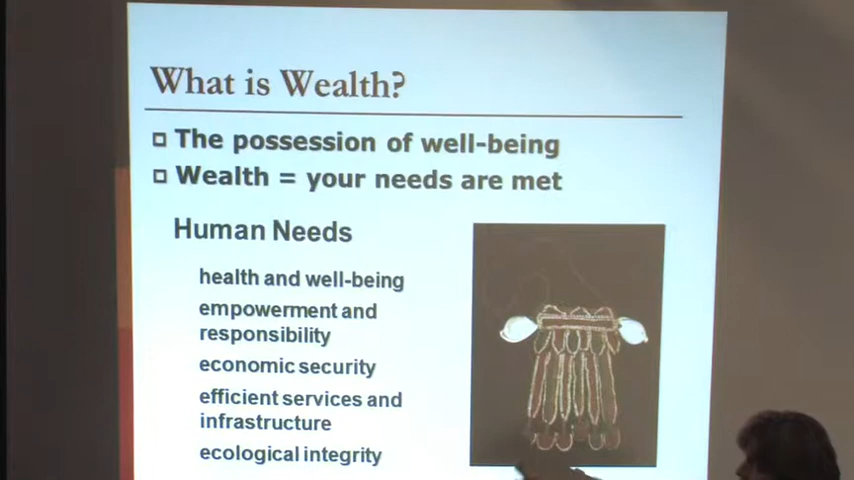 What is Wealth?
The possession of well-being
Wealth = your needs are met
Human Needs
health and well-being
empowerment and
responsibility
economic security
efficient services and
infrastructure
ecological integrity